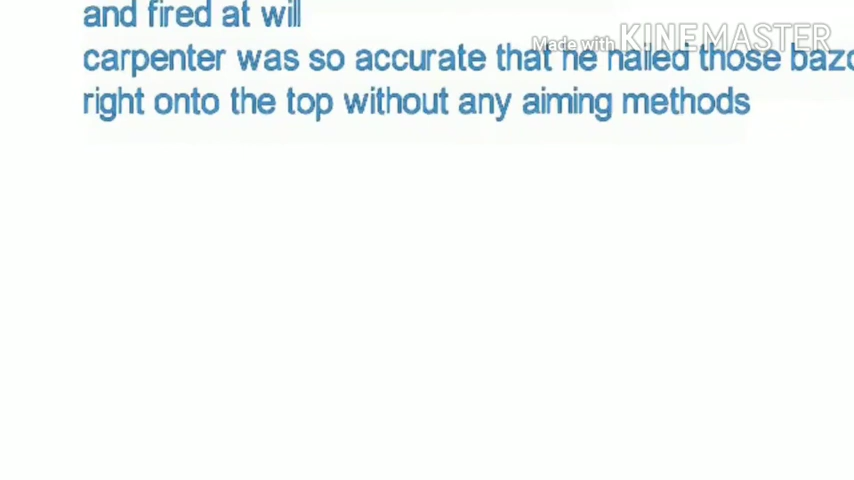 and fired at will
Made with KINEMASTER
carpenter was so accurate that he nailed those
right onto the top without any aiming methods